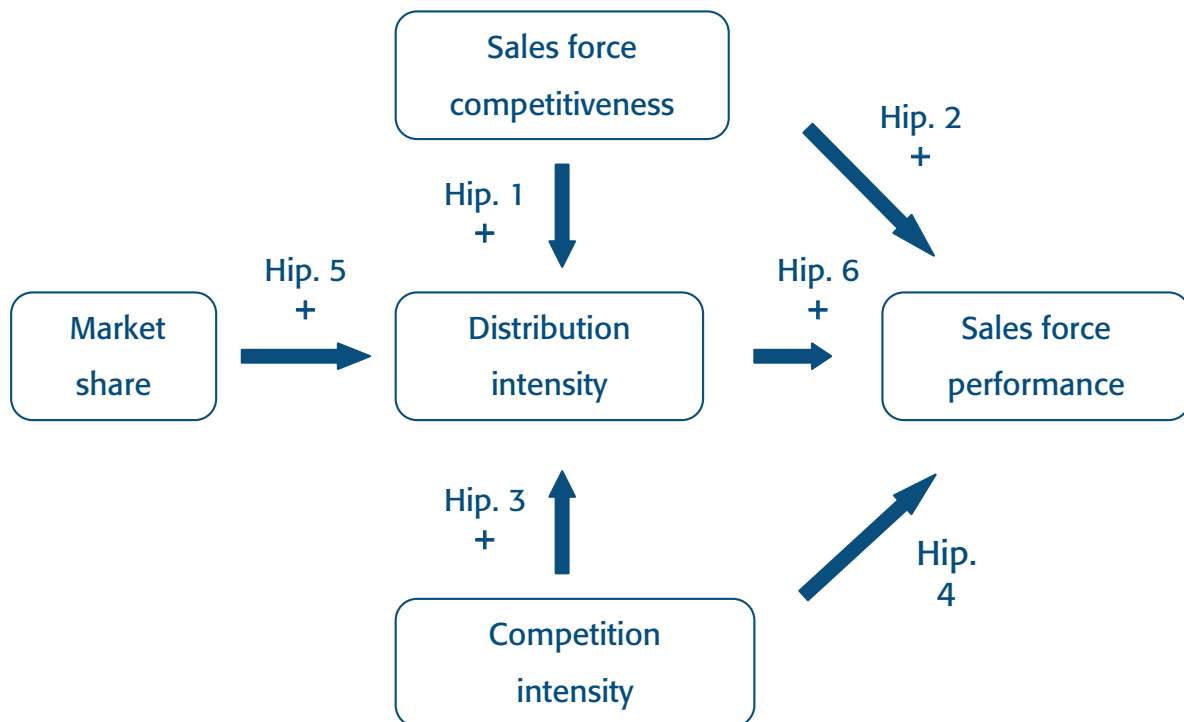 Sales force
competitiveness
Hip. 2
+
Hip. 1
+
Hip. 5
+
Hip. 6
+
Market
share
Distribution
intensity
Sales force
performance
Hip. 3
+
Hip.
4
Competition
intensity